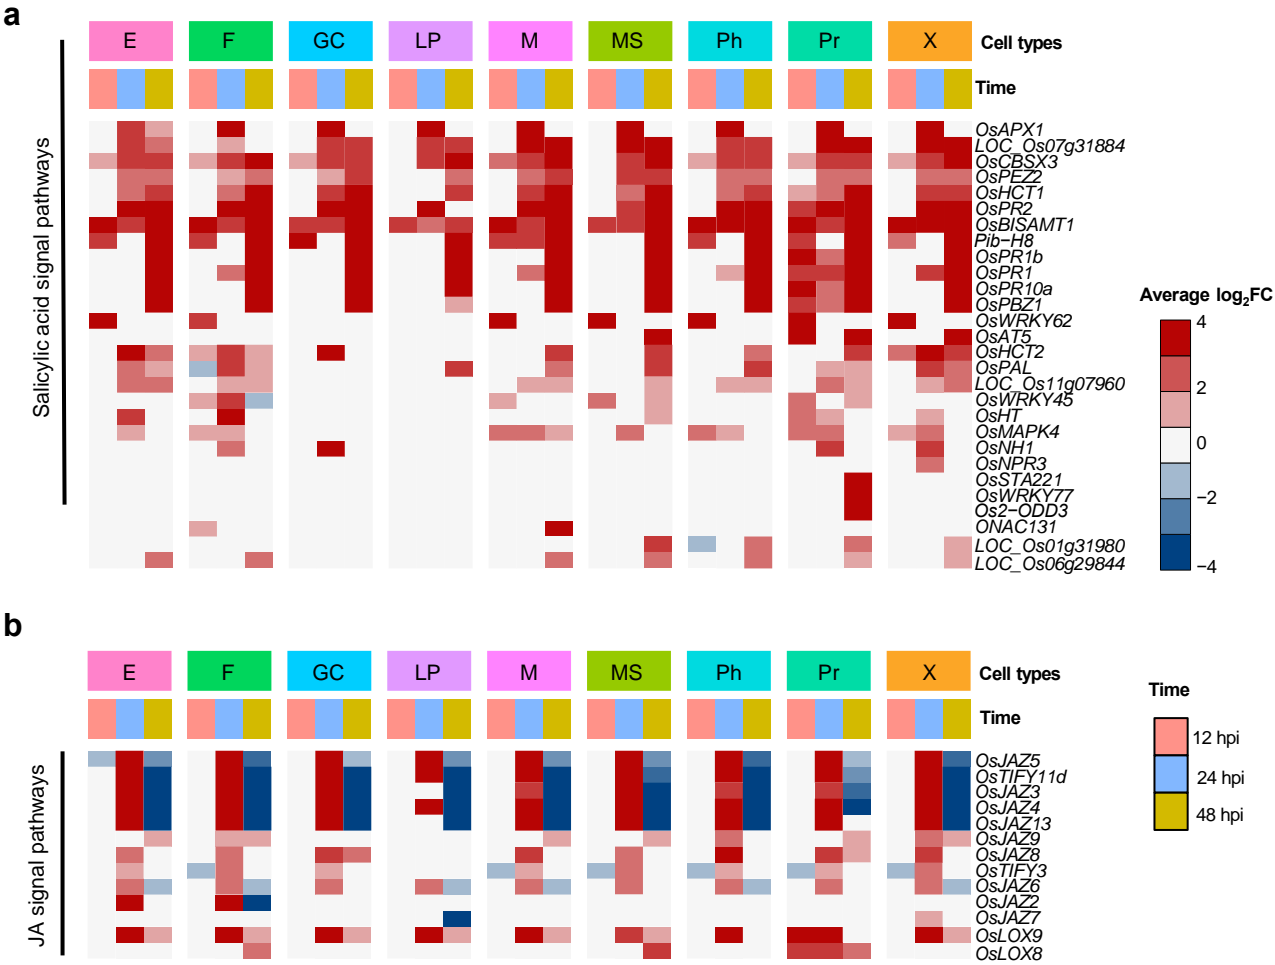 a
E F GC LP M MS Ph Pr X Cell types
Time
Salicylic acid signal pathways
OsAPX1
LOC_Os07g31884
OsCBSX3
OsPEZ2
OsHCT1
OsPR2
OsBISAMT1
Pib−H8
OsPR1b
OsPR1
OsPR10a
OsPBZ1
OsWRKY62
OsAT5
OsHCT2
OsPAL
LOC_Os11g07960
OsWRKY45
OsHT
OsMAPK4
OsNH1
OsNPR3
OsSTA221
OsWRKY77
Os2−ODD3
ONAC131
LOC_Os01g31980
LOC_Os06g29844
Average log₂FC
4
2
0
−2
−4
b
E F GC LP M MS Ph Pr X Cell types
Time
JA signal pathways
OsJAZ5
OsTIFY11d
OsJAZ3
OsJAZ4
OsJAZ13
OsJAZ9
OsJAZ8
OsTIFY3
OsJAZ6
OsJAZ2
OsJAZ7
OsLOX9
OsLOX8
Time
12 hpi
24 hpi
48 hpi